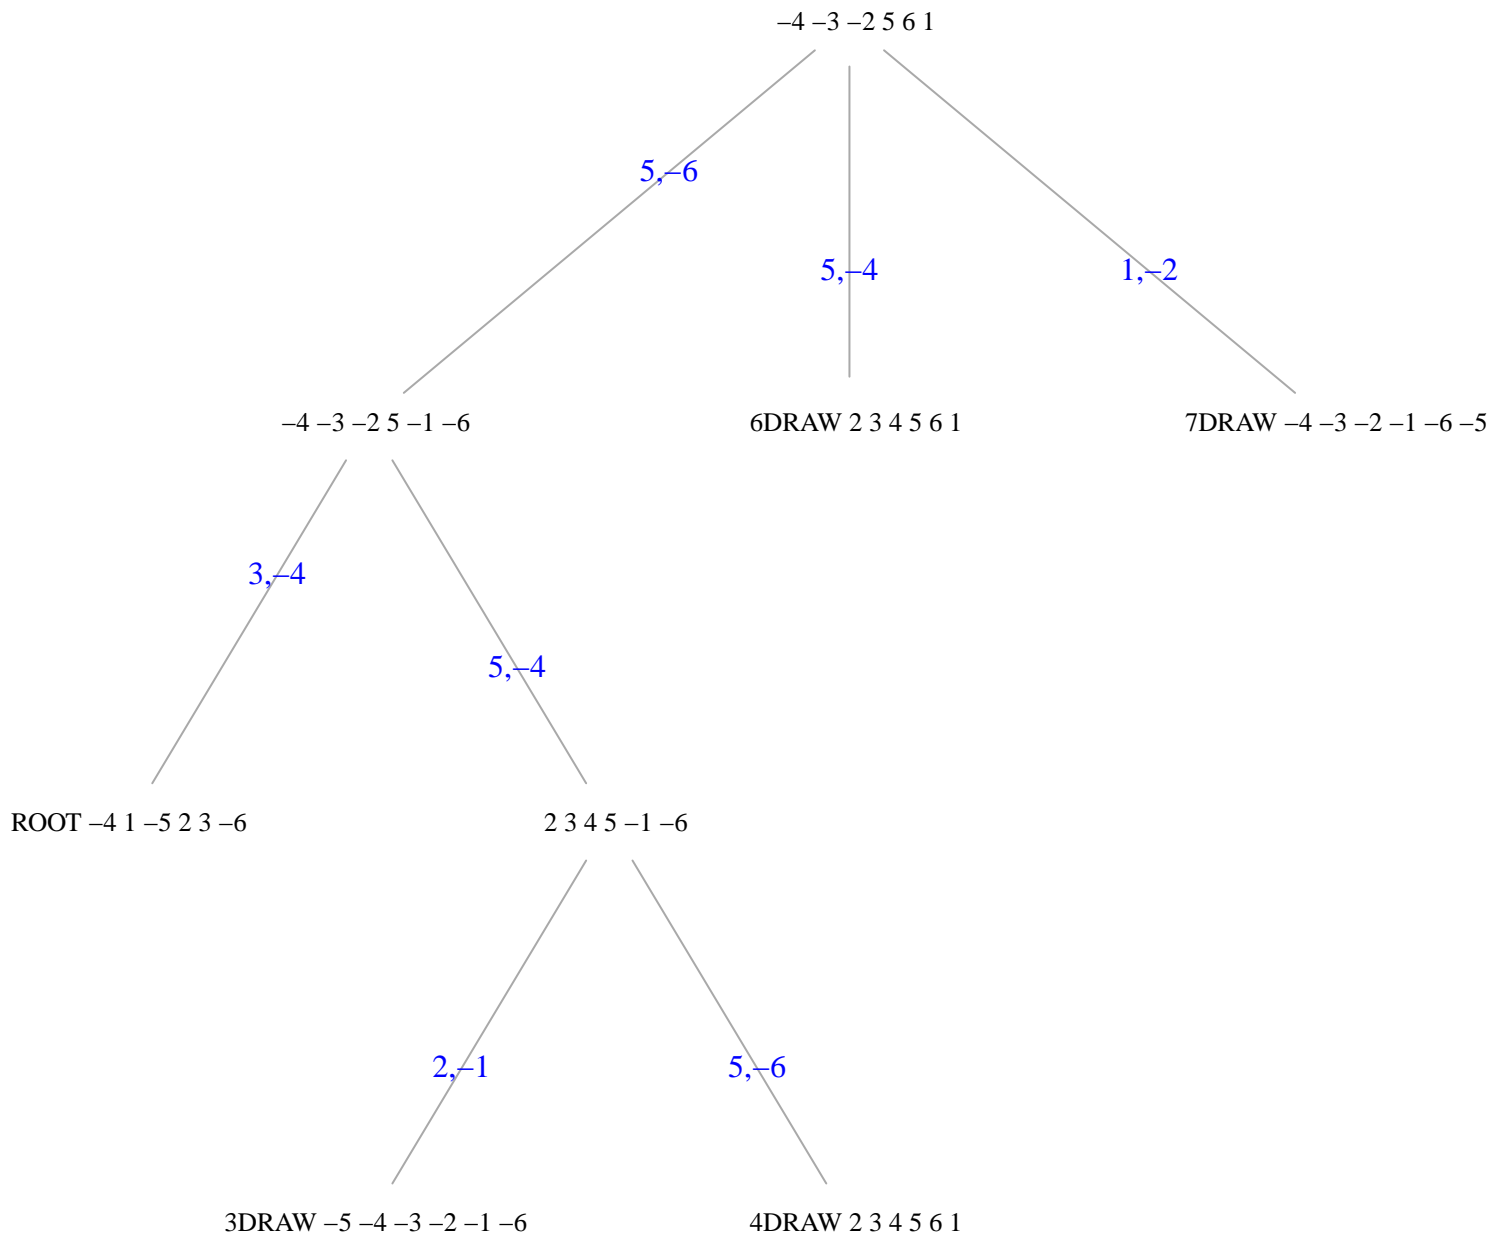 –4 –3 –2 5 6 1
5,–6
5,–4
1,–2
–4 –3 –2 5 –1 –6
6DRAW 2 3 4 5 6 1
7DRAW –4 –3 –2 –1 –6 –5
3,–4
5,–4
ROOT –4 1 –5 2 3 –6
2 3 4 5 –1 –6
2,–1
5,–6
3DRAW –5 –4 –3 –2 –1 –6
4DRAW 2 3 4 5 6 1